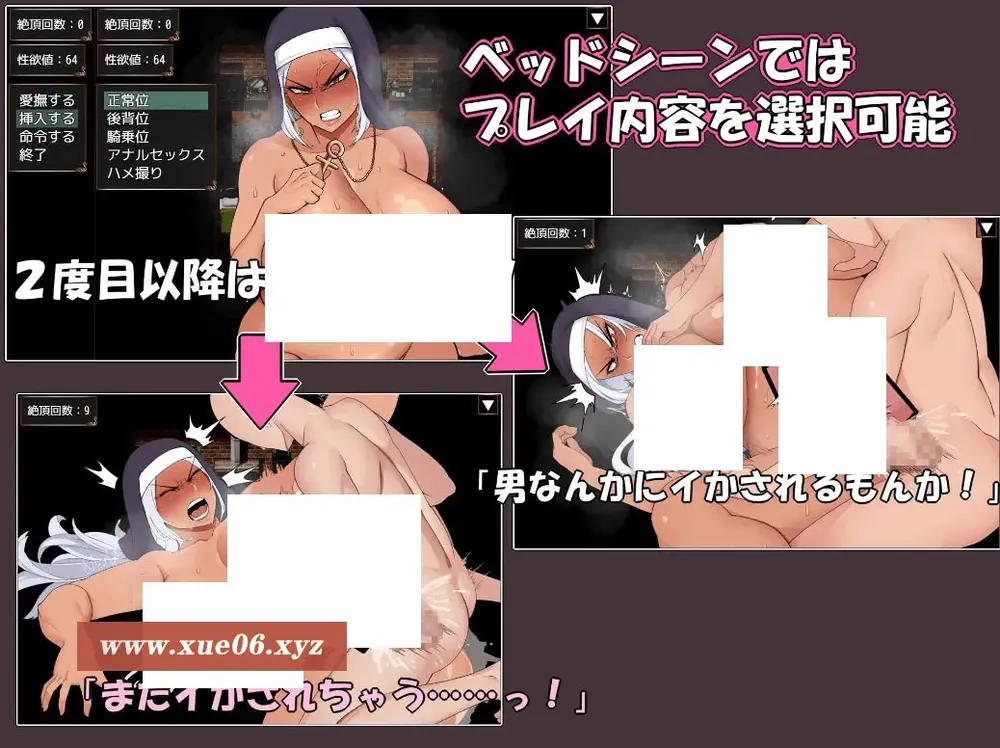 絶頂回数:0
絶頂回数:0
性欲値:64
性欲値:64
愛撫する
挿入する
命令する
終了
正常位
後背位
騎乗位
アナルセックス
ハメ撮り
ベッドシーンでは
プレイ内容を選択可能
2度目以降は
絶頂回数:1
「男なんかにイかされるもんか!」
絶頂回数:9
www.xue06.xyz
「またイかされちゃう……っ!」